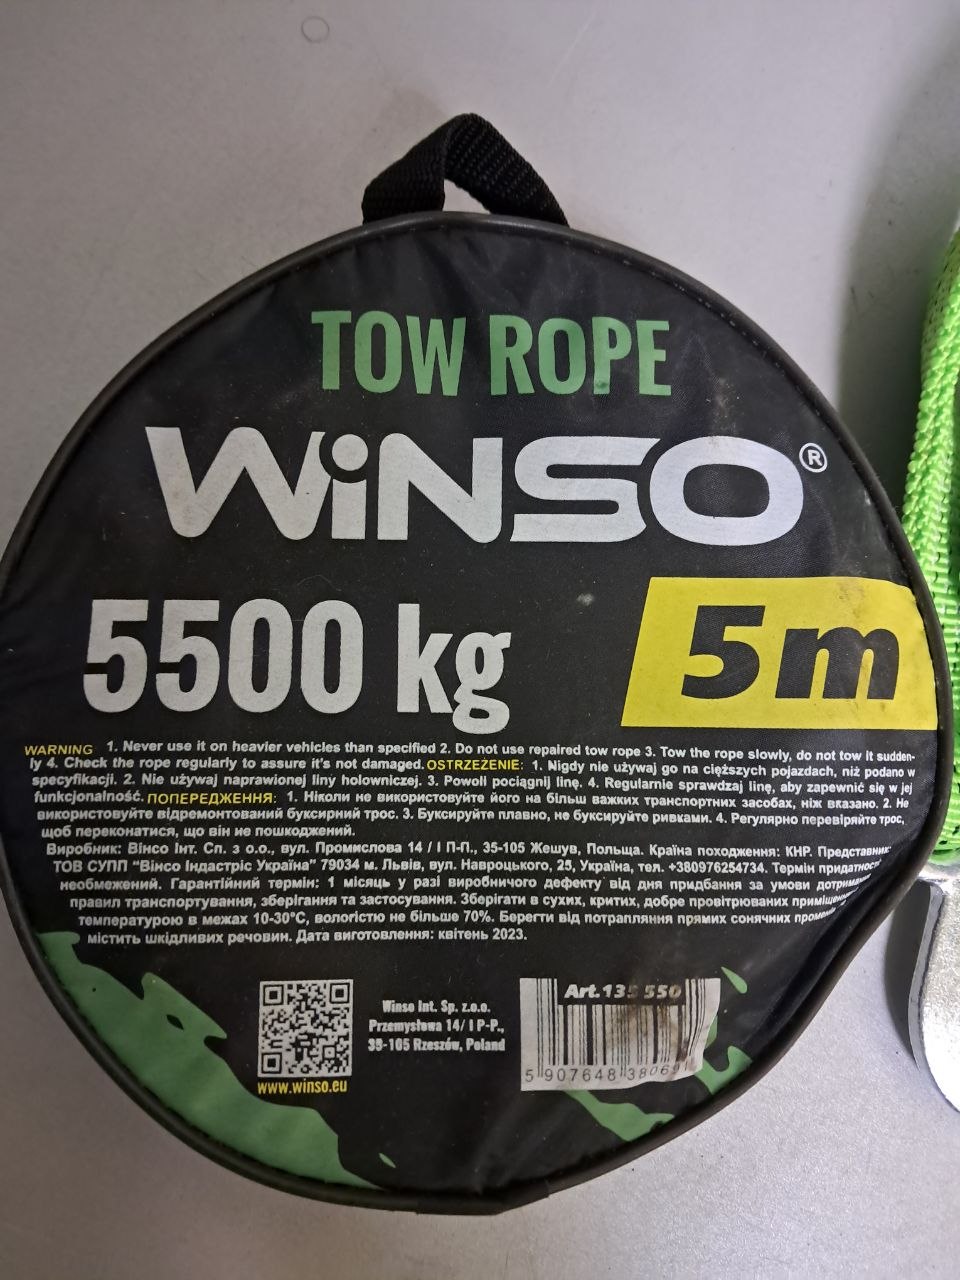 TOW ROPE
WiNSO®
5500 kg
5m
WARNING 1. Never use it on heavier vehicles than specified 2. Do not use repaired tow rope 3. Tow the rope slowly, do not tow it sudden-
ly 4. Check the rope regularly to assure it's not damaged. OSTRZEŻENIE: 1. Nigdy nie używaj go na cięższych pojazdach, niż podano w
specyfikacji. 2. Nie używaj naprawionej liny holowniczej. 3. Powoli pociągnij linę. 4. Regularnie sprawdzaj linę, aby zapewnić się w jej
funkcjonalność. ПОПЕРЕДЖЕННЯ: 1. Ніколи не використовуйте його на більш важких транспортних засобах, ніж вказано. 2. Не
використовуйте відремонтований буксирний трос. 3. Буксируйте плавно, не буксируйте ривками. 4. Регулярно перевіряйте трос,
щоб переконатися, що він не пошкоджений.
Виробник: Вінсо Інт. Сп. з о.о., вул. Промислова 14 / І П-П., 35-105 Жешув, Польща. Країна походження: КНР. Представник:
ТОВ СУПП "Вінсо Індастріс Україна" 79034 м. Львів, вул. Навроцького, 25, Україна, тел. +380976254734. Термін придатності
необмежений. Гарантійний термін: 1 місяць у разі виробничого дефекту від дня придбання за умови
правил транспортування, зберігання та застосування. Зберігати в сухих, критих, добре провітрюваних
температурою в межах 10-30°С, вологістю не більше 70%. Берегти від потрапляння прямих сонячних
містить шкідливих речовин. Дата виготовлення: квітень 2023.
Winso Int. Sp. z.o.o.
Przemysłowa 14/ I P-P.,
35-105 Rzeszów, Poland
www.winso.eu
Art.135 550
5 907648 38069